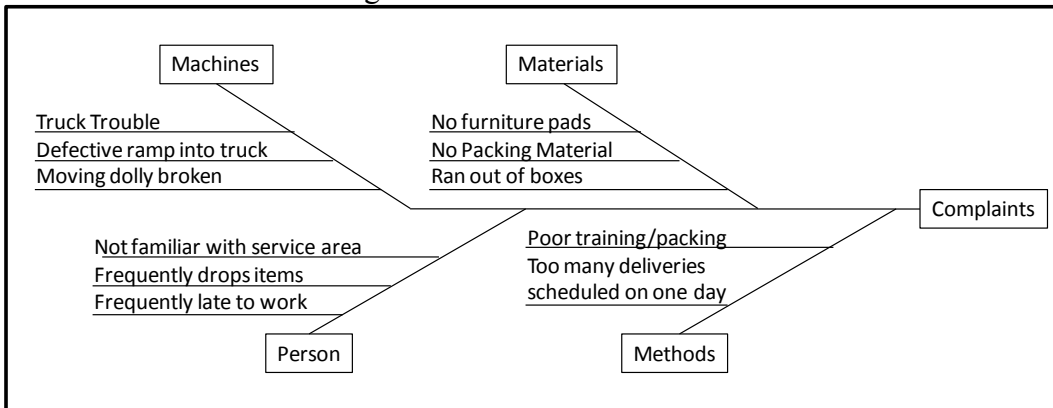 Machines
Materials
Truck Trouble
Defective ramp into truck
Moving dolly broken
No furniture pads
No Packing Material
Ran out of boxes
Complaints
Not familiar with service area
Frequently drops items
Frequently late to work
Poor training/packing
Too many deliveries
scheduled on one day
Person
Methods